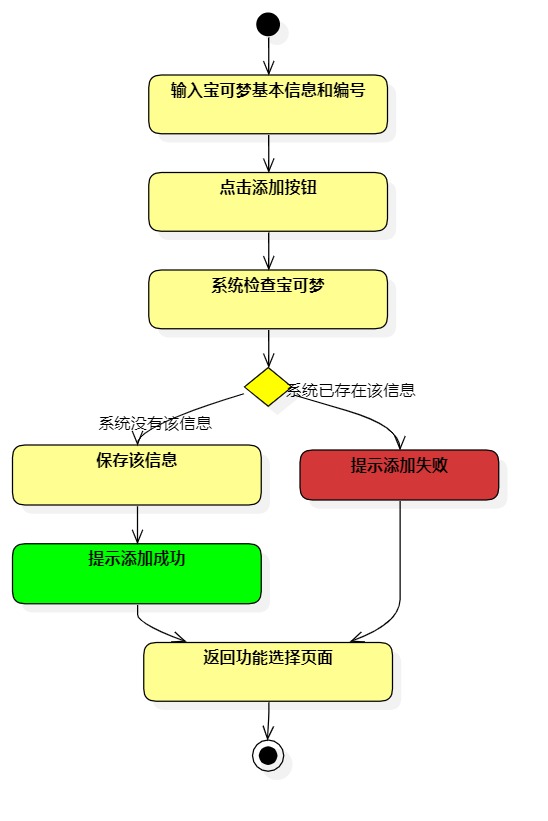 输入宝可梦基本信息和编号
点击添加按钮
系统检查宝可梦
系统已存在该信息
系统没有该信息
保存该信息
提示添加失败
提示添加成功
返回功能选择页面